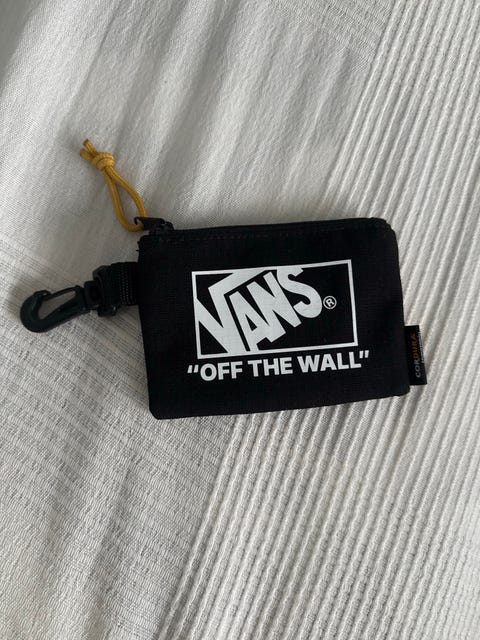 VANS®
“OFF THE WALL”
CORDURA